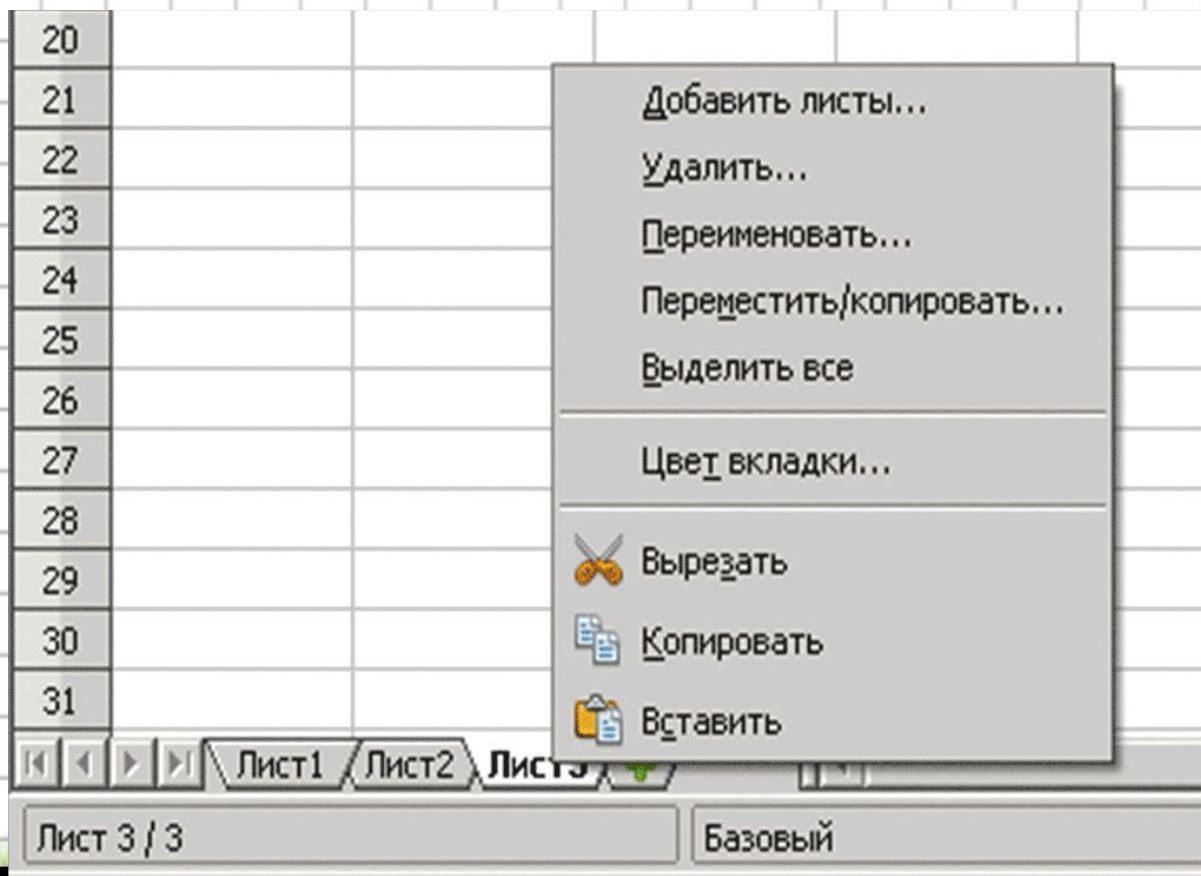 20
21
22
23
24
25
26
27
28
29
30
31
Добавить листы...
Удалить...
Переименовать...
Переместить/копировать...
Выделить все
Цвет вкладки...
Вырезать
Копировать
Вставить
Лист1 Лист2 Лист3
Лист 3 / 3 Базовый